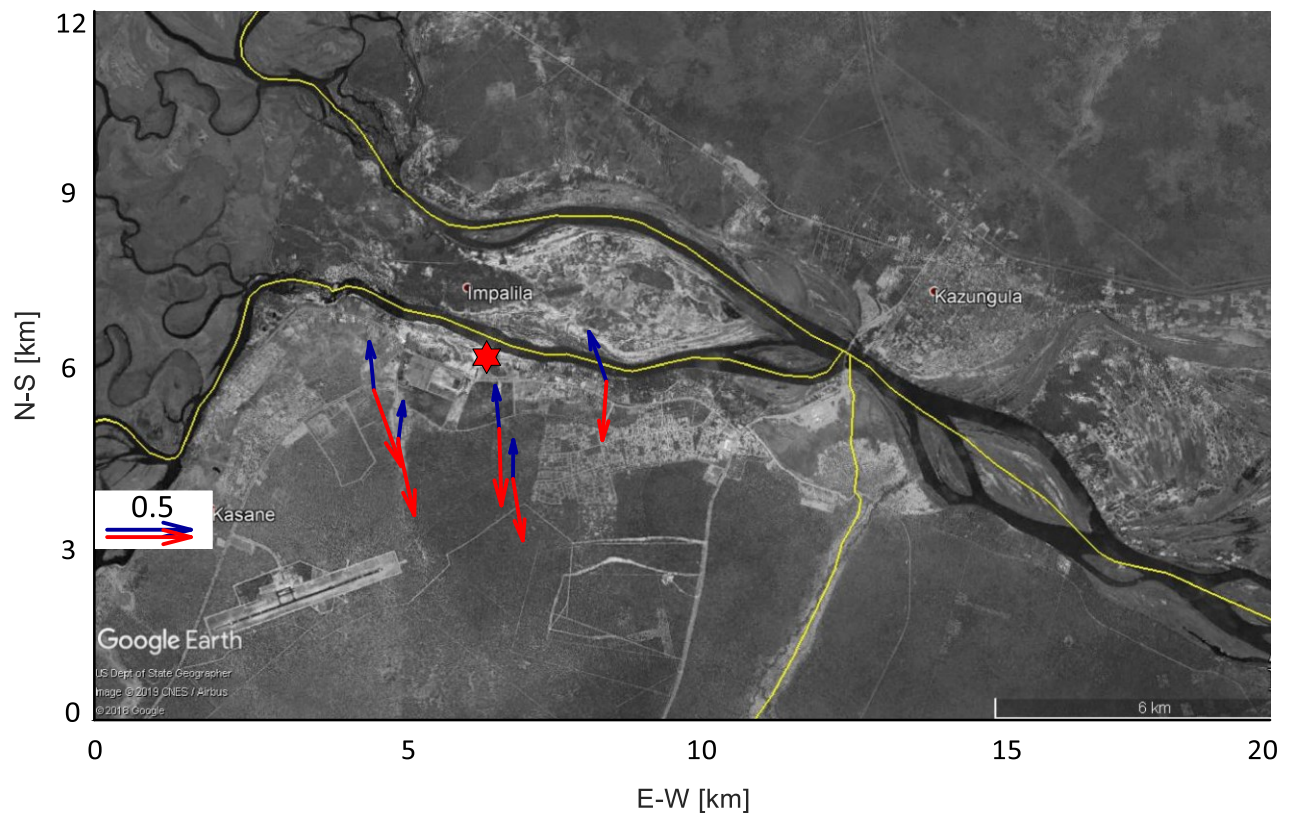 12
9
6
3
0
N-S [km]
Impalila
Kazungula
0.5
Kasane
Google Earth
US Dept of State Geographer
Image © 2019 CNES / Airbus
© 2018 Google
6 km
0
5
10
15
20
E-W [km]